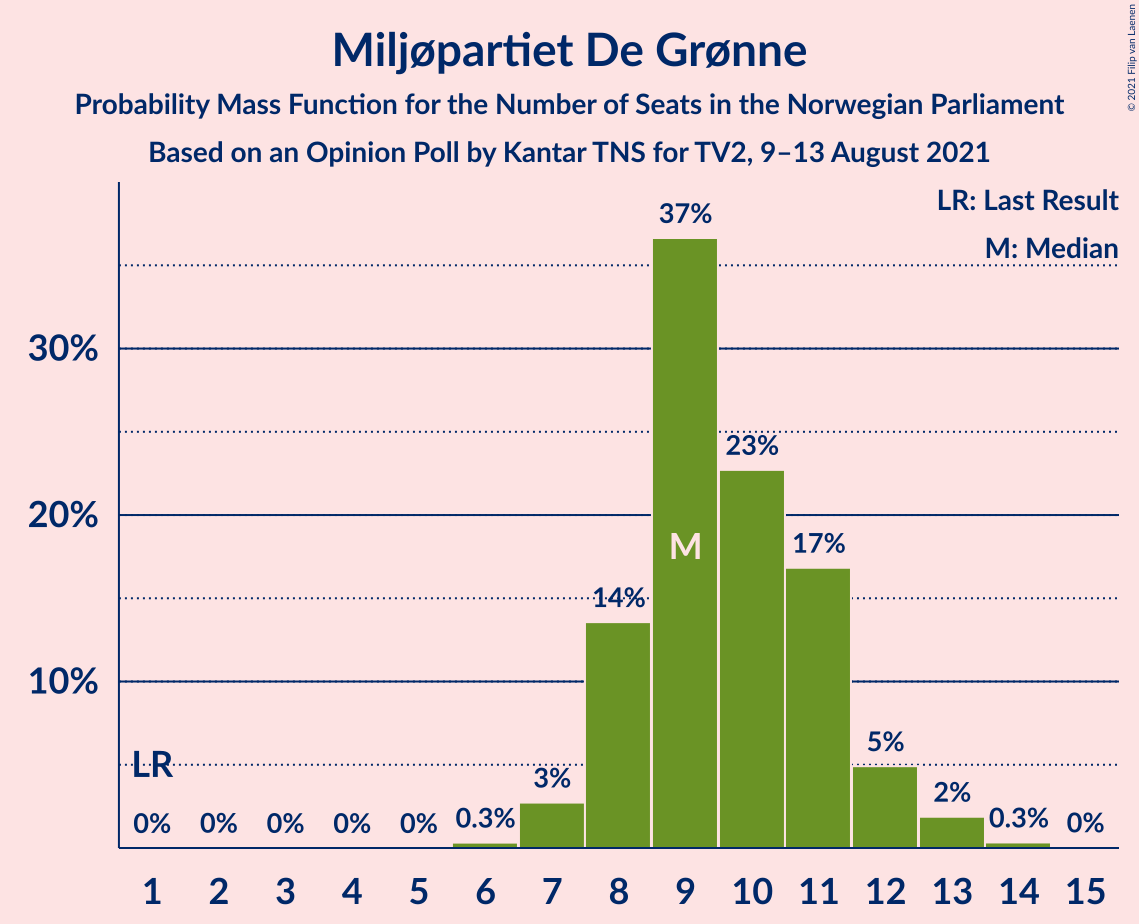 Miljøpartiet De Grønne
Probability Mass Function for the Number of Seats in the Norwegian Parliament
Based on an Opinion Poll by Kantar TNS for TV2, 9–13 August 2021
© 2021 Filip van Laenen
LR: Last Result
M: Median
37%
30%
23%
20%
17%
M
14%
10%
5%
LR
3%
2%
0% 0% 0% 0% 0% 0.3% 0.3% 0%
1 2 3 4 5 6 7 8 9 10 11 12 13 14 15